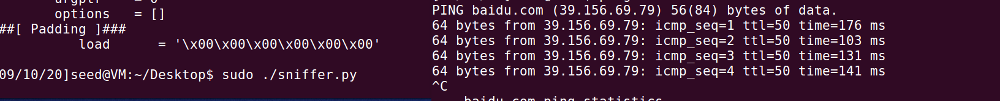 urgptr = 0
options = []
##[ Padding ]###
load = '\x00\x00\x00\x00\x00\x00'
09/10/20]seed@VM:~/Desktop$ sudo ./sniffer.py
PING baidu.com (39.156.69.79) 56(84) bytes of data.
64 bytes from 39.156.69.79: icmp_seq=1 ttl=50 time=176 ms
64 bytes from 39.156.69.79: icmp_seq=2 ttl=50 time=103 ms
64 bytes from 39.156.69.79: icmp_seq=3 ttl=50 time=131 ms
64 bytes from 39.156.69.79: icmp_seq=4 ttl=50 time=141 ms
^C
baidu.com ping statistics